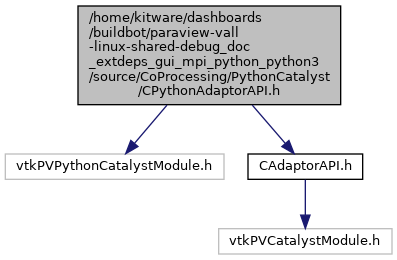 /home/kitware/dashboards
/buildbot/paraview-vall
-linux-shared-debug_doc
_extdeps_gui_mpi_python_python3
/source/CoProcessing/PythonCatalyst
/CPythonAdaptorAPI.h
vtkPVPythonCatalystModule.h
CAdaptorAPI.h
vtkPVCatalystModule.h